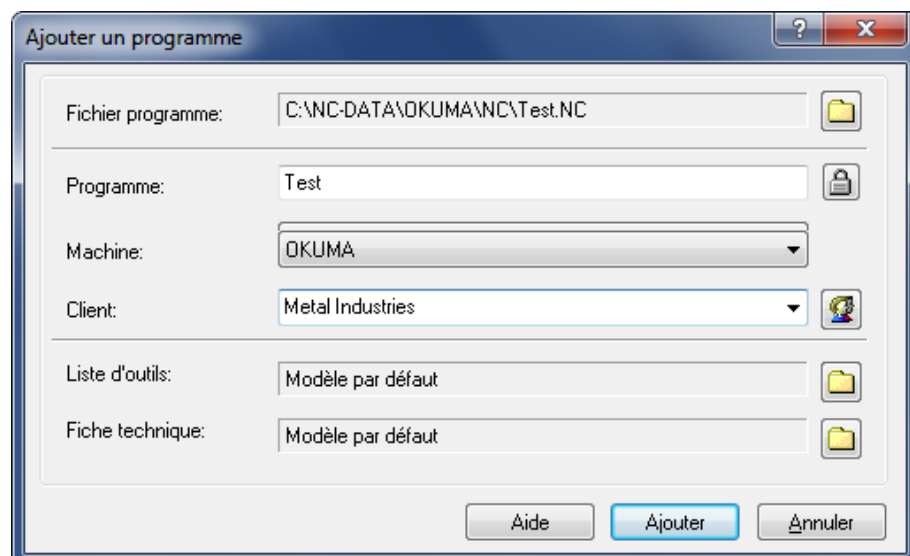 Ajouter un programme
Fichier programme: C:\NC-DATA\OKUMA\NC\Test.NC
Programme: Test
Machine: OKUMA
Client: Metal Industries
Liste d'outils: Modèle par défaut
Fiche technique: Modèle par défaut
Aide Ajouter Annuler